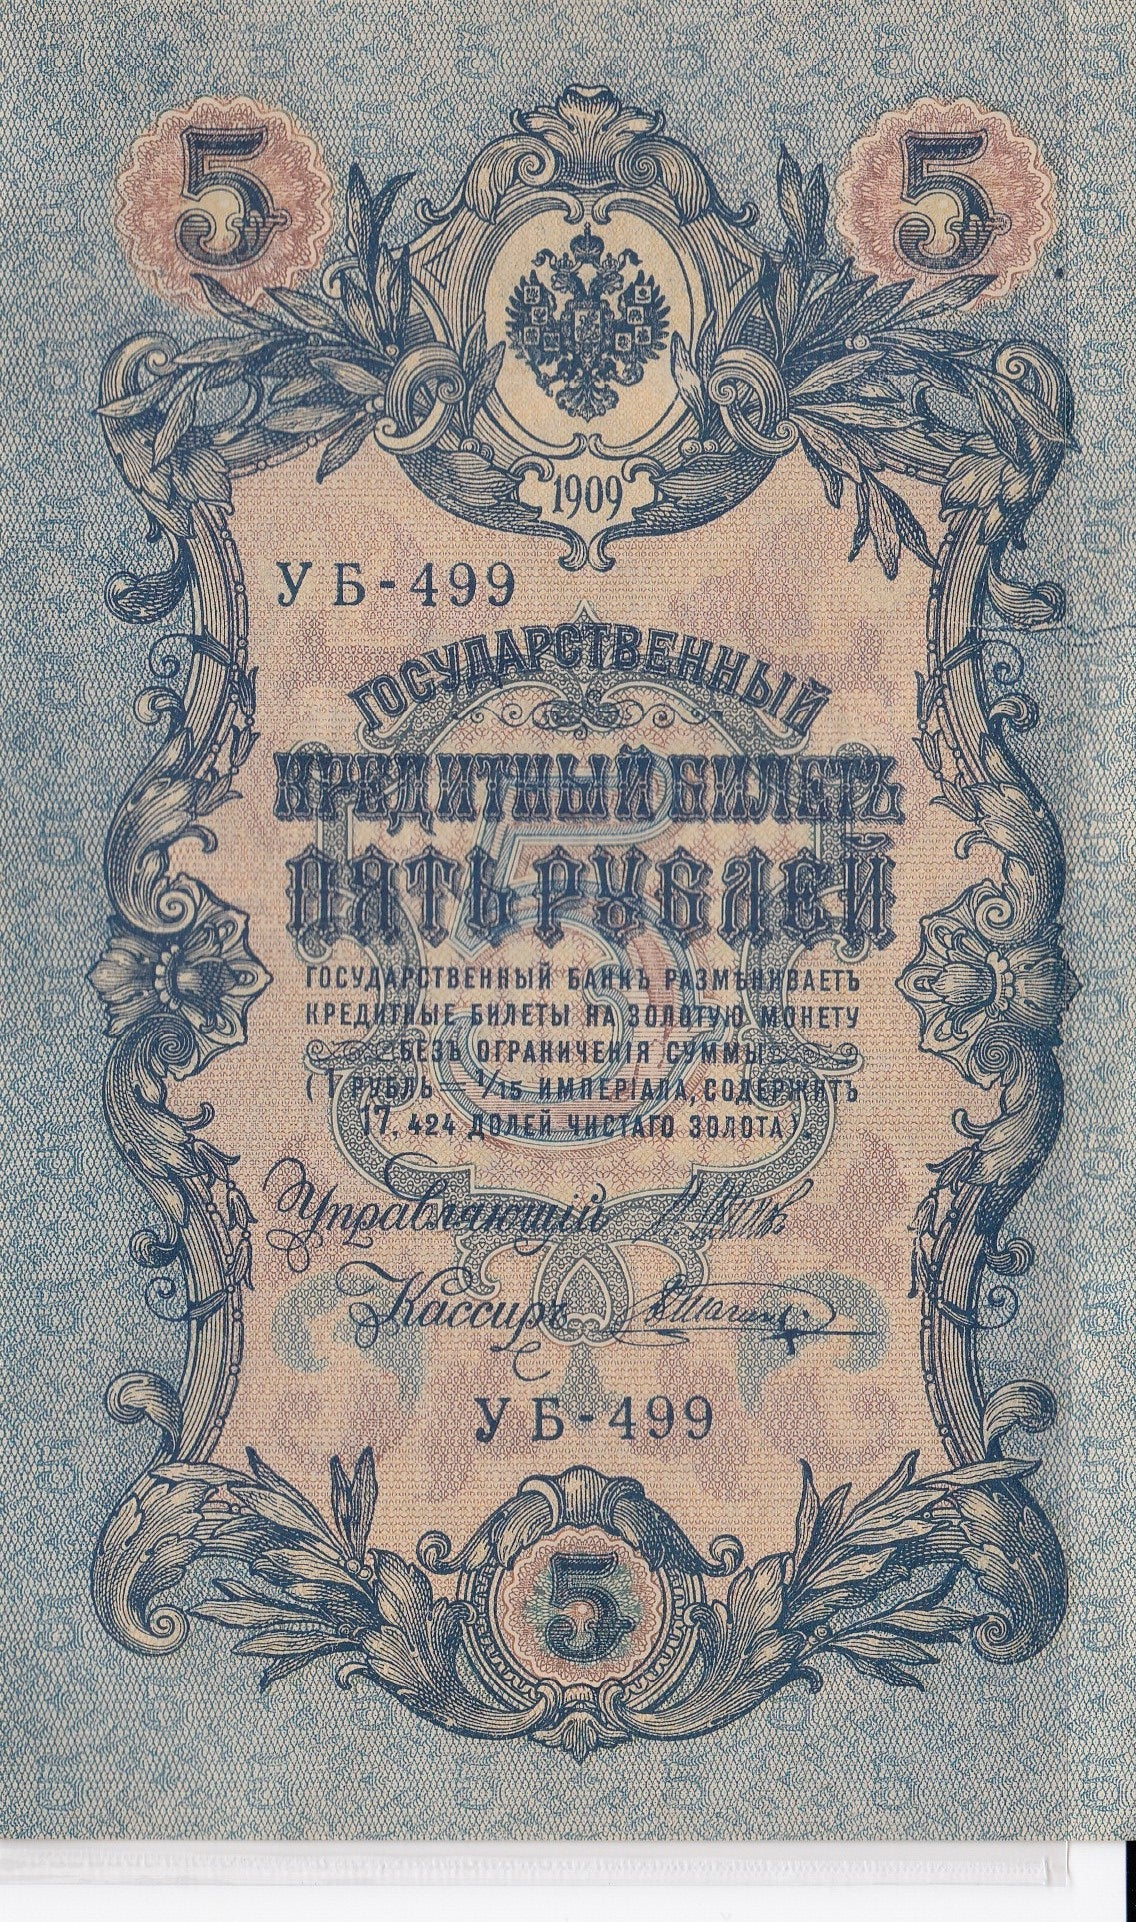 5 5
1909
УБ-499
ГОСУДАРСТВЕННЫЙ
КРЕДИТНЫЙ БИЛЕТЪ
ПЯТЬ РУБЛЕЙ
5
ГОСУДАРСТВЕННЫЙ БАНКЪ РАЗМѢНИВАЕТЪ
КРЕДИТНЫЕ БИЛЕТЫ НА ЗОЛОТУЮ МОНЕТУ
БЕЗЪ ОГРАНИЧЕНІЯ СУММЫ
(1 РУБЛЬ = 1/15 ИМПЕРІАЛА, СОДЕРЖИТЪ
17,424 ДОЛЕЙ ЧИСТАГО ЗОЛОТА).
Управляющій
Кассиръ
УБ-499
5